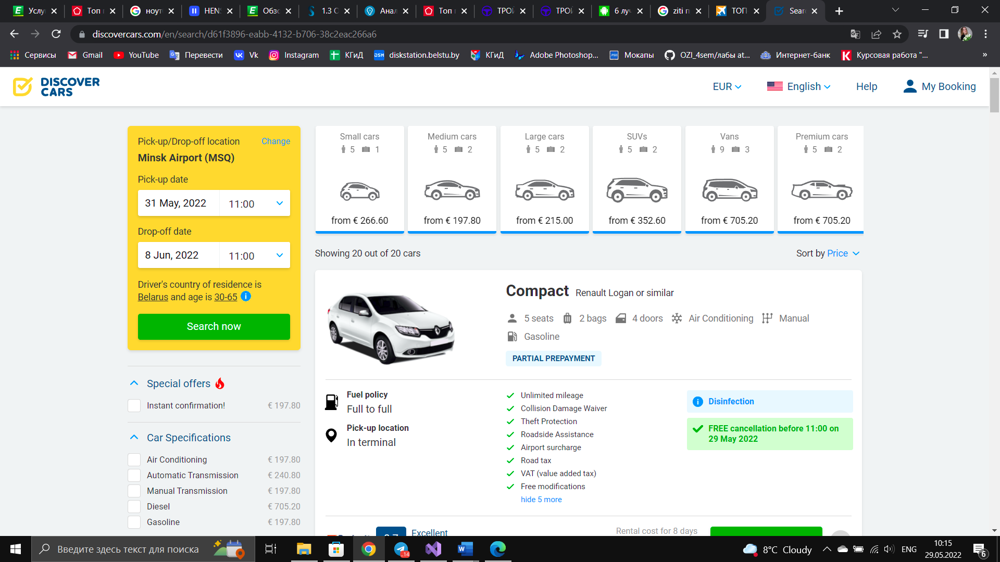 Услу
Топ
ноут
HENS
Обзо
1.3 С
Анал
Топ
ТРОЙ
ТРОЙ
6 луч
ziti п
ТОП
Sear
discovercars.com/en/search/d61f3896-eabb-4132-b706-38c2eac266a6
Сервисы
Gmail
YouTube
Перевести
Vk
Instagram
КГиД
diskstation.belstu.by
КГиД
Adobe Photoshop...
Мокапы
OZI_4sem/лабы at...
Интернет-банк
Курсовая работа "...
»
DISCOVER
CARS
EUR
English
Help
My Booking
Pick-up/Drop-off location
Change
Minsk Airport (MSQ)
Pick-up date
31 May, 2022
11:00
Drop-off date
8 Jun, 2022
11:00
Driver's country of residence is
Belarus and age is 30-65
Search now
Special offers
Instant confirmation!
€ 197.80
Car Specifications
Air Conditioning
€ 197.80
Automatic Transmission
€ 240.80
Manual Transmission
€ 197.80
Diesel
€ 705.20
Gasoline
€ 197.80
Small cars
5 1
from € 266.60
Medium cars
5 2
from € 197.80
Large cars
5 2
from € 215.00
SUVs
5 2
from € 352.60
Vans
9 3
from € 705.20
Premium cars
5 2
from € 705.20
Showing 20 out of 20 cars
Sort by Price
Compact Renault Logan or similar
5 seats
2 bags
4 doors
Air Conditioning
Manual
Gasoline
PARTIAL PREPAYMENT
Fuel policy
Full to full
Pick-up location
In terminal
Unlimited mileage
Collision Damage Waiver
Theft Protection
Roadside Assistance
Airport surcharge
Road tax
VAT (value added tax)
Free modifications
hide 5 more
Disinfection
FREE cancellation before 11:00 on
29 May 2022
Excellent
Rental cost for 8 days
Введите здесь текст для поиска
..14
8°C Cloudy
ENG
10:15
29.05.2022
6